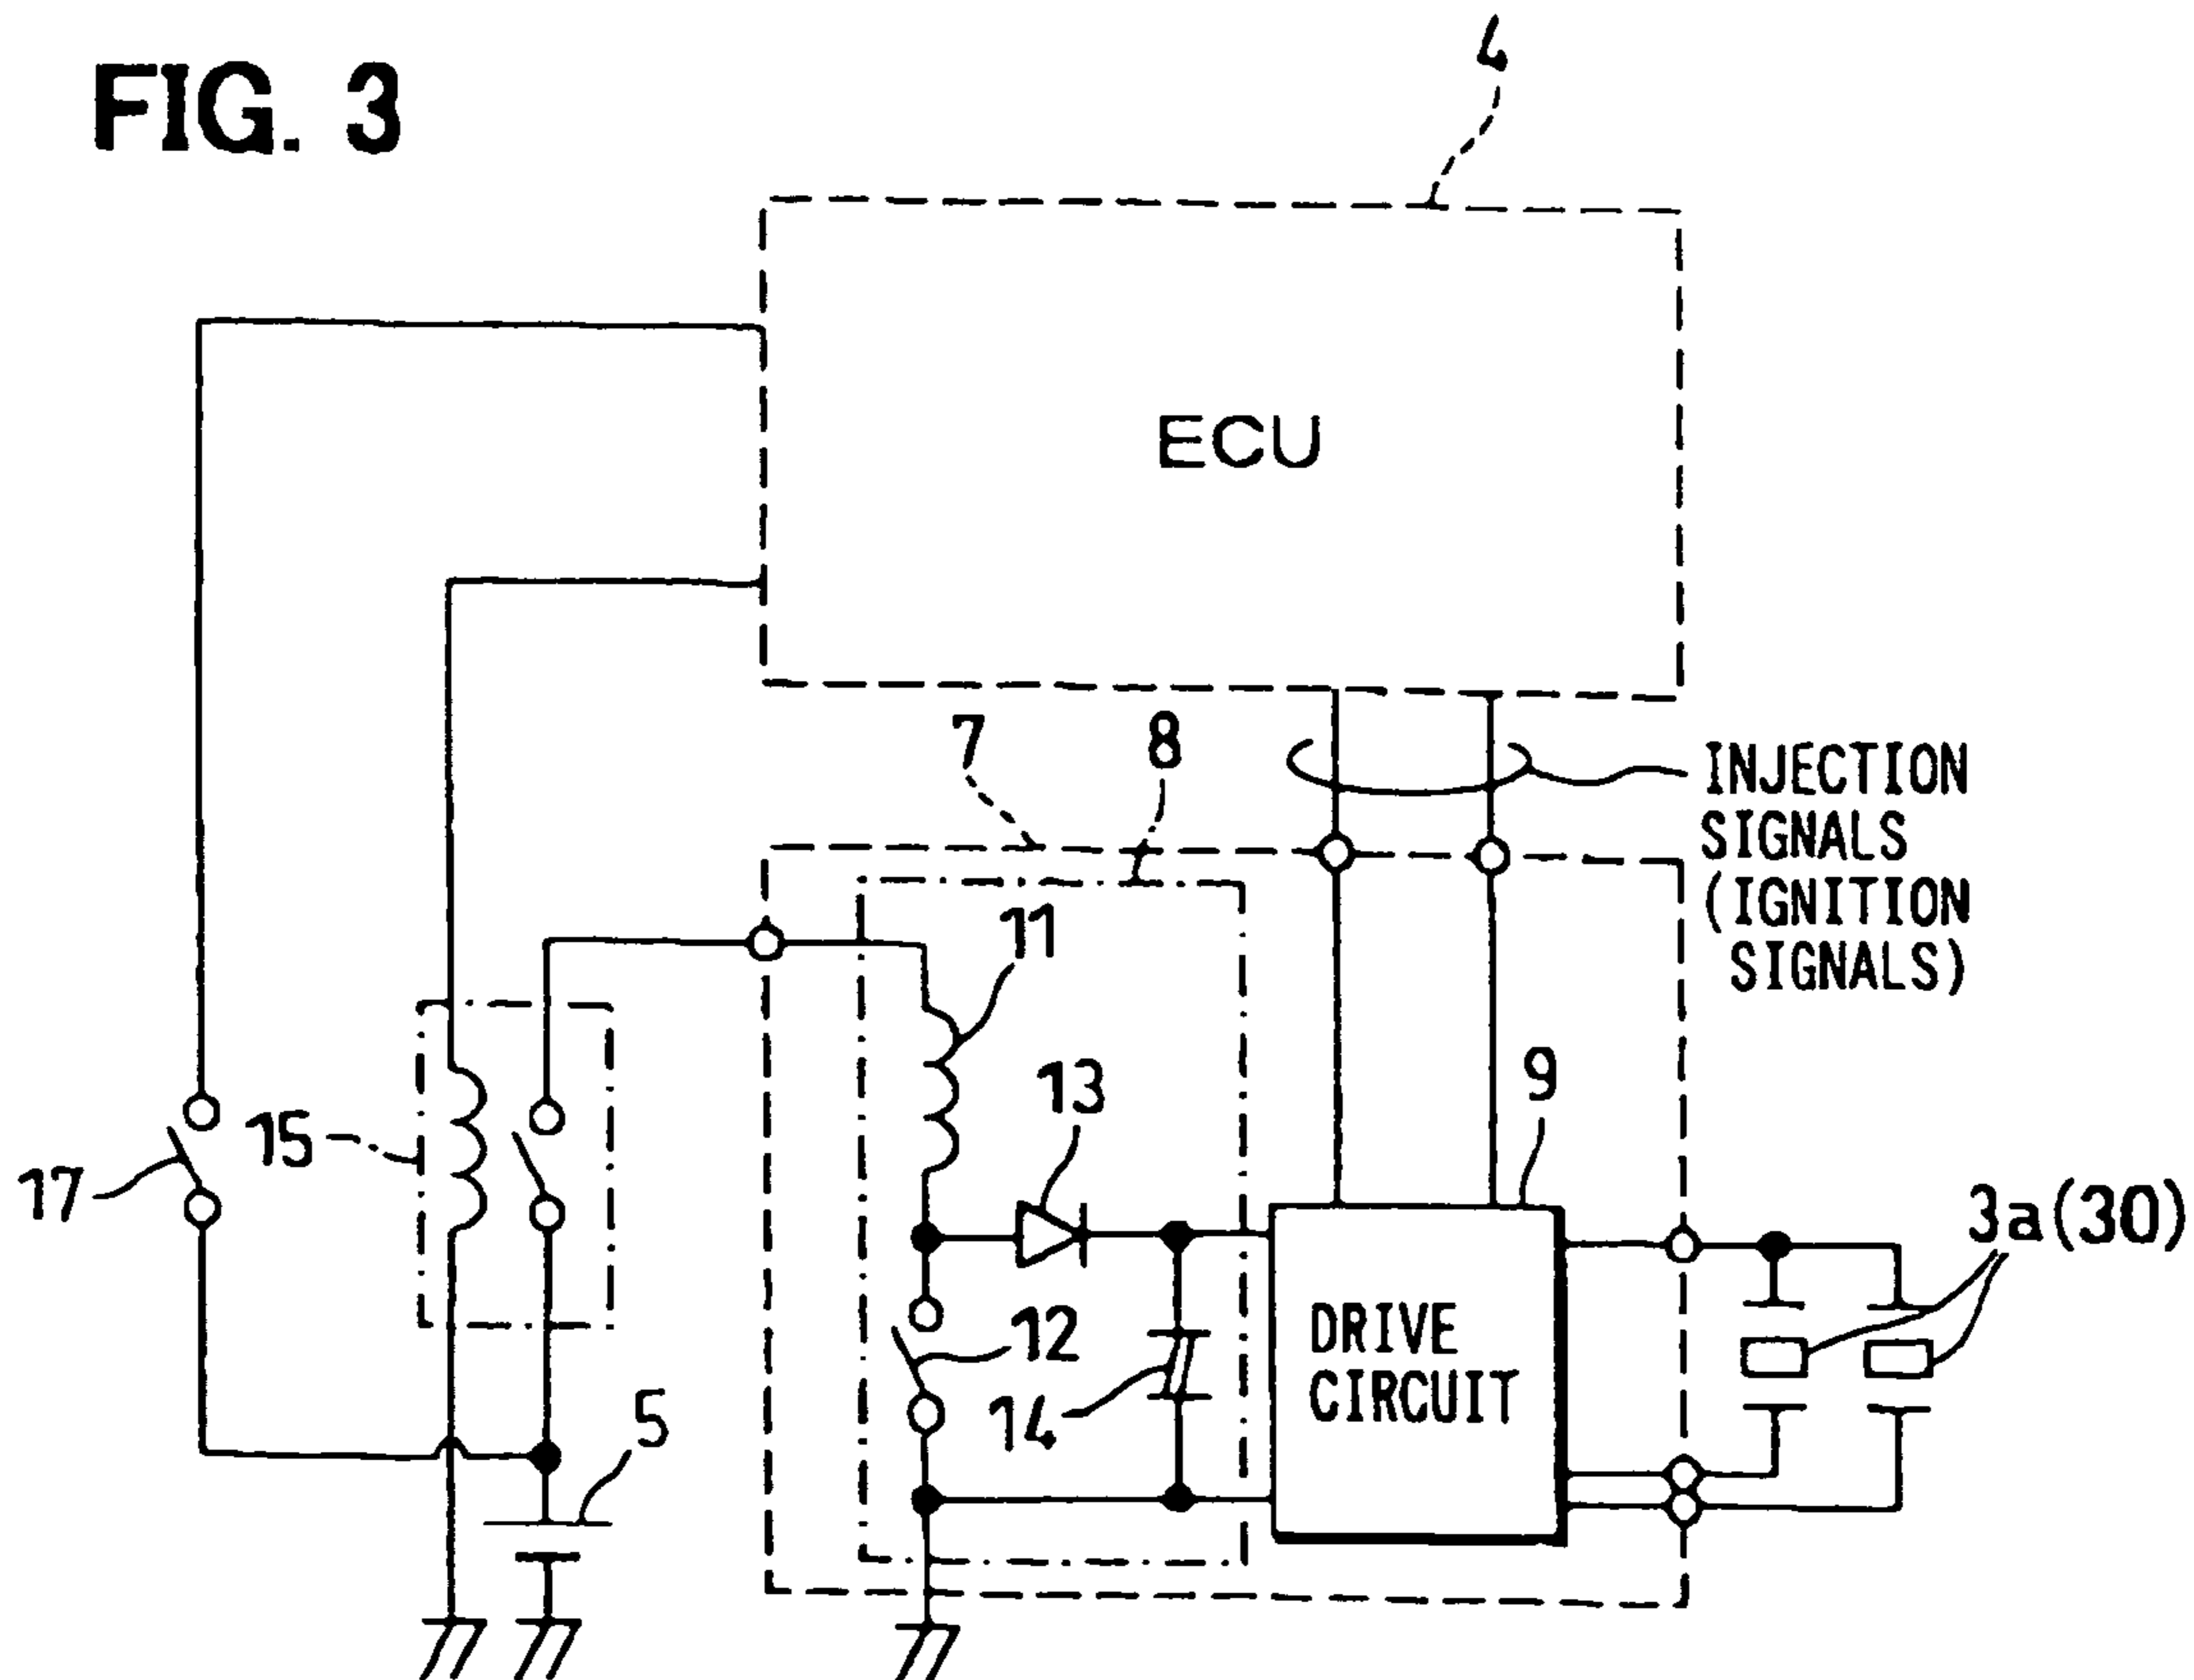 FIG. 3
4
ECU
7
8
INJECTION
SIGNALS
(IGNITION
SIGNALS)
11
13
9
15
17
3a(30)
12
DRIVE
CIRCUIT
14
5